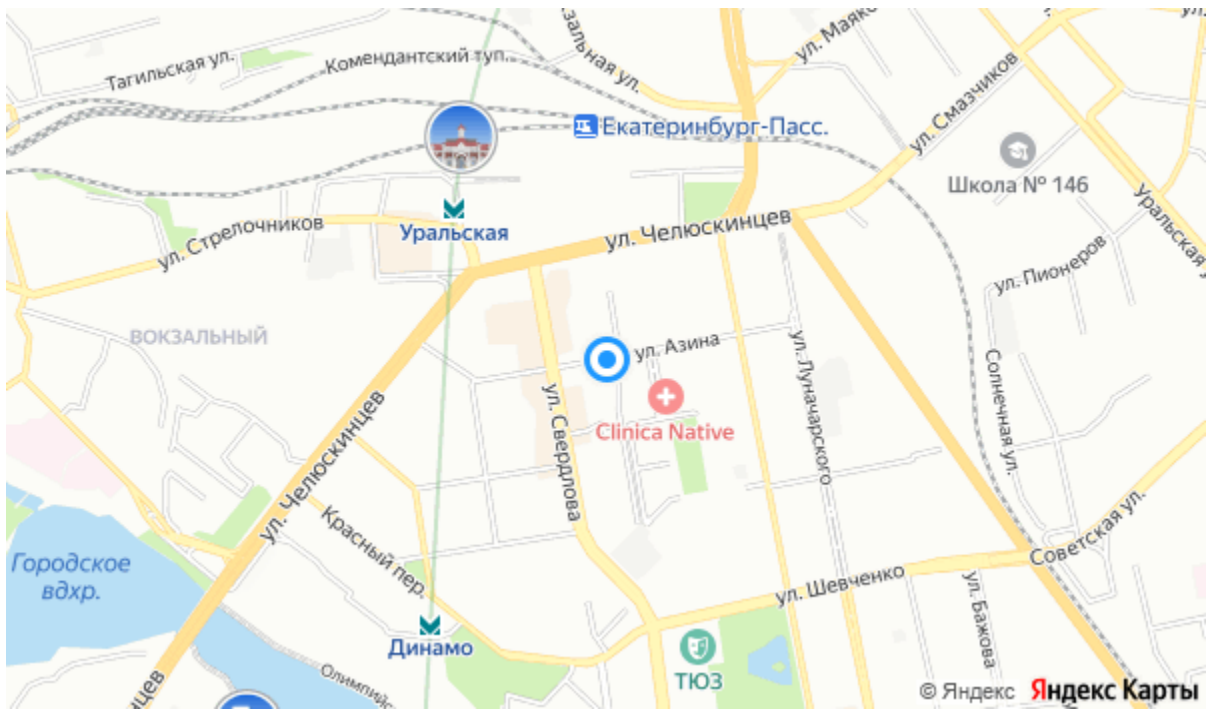 ул. Маяко
зальная ул.
Тагильская ул.
Комендантский туп.
Екатеринбург-Пасс.
ул. Смазчиков
Школа № 146
Уральская у
ул. Стрелочников
Уральская
ул. Челюскинцев
ул. Пионеров
ВОКЗАЛЬНЫЙ
ул. Азина
ул. Луначарского
Солнечная ул.
ул. Челюскинцев
ул. Свердлова
Clinica Native
Красный пер.
Городское
вдхр.
Советская ул.
ул. Шевченко
ул. Бажова
Динамо
ТЮЗ
Олимпий
нцев
© Яндекс Яндекс Карты